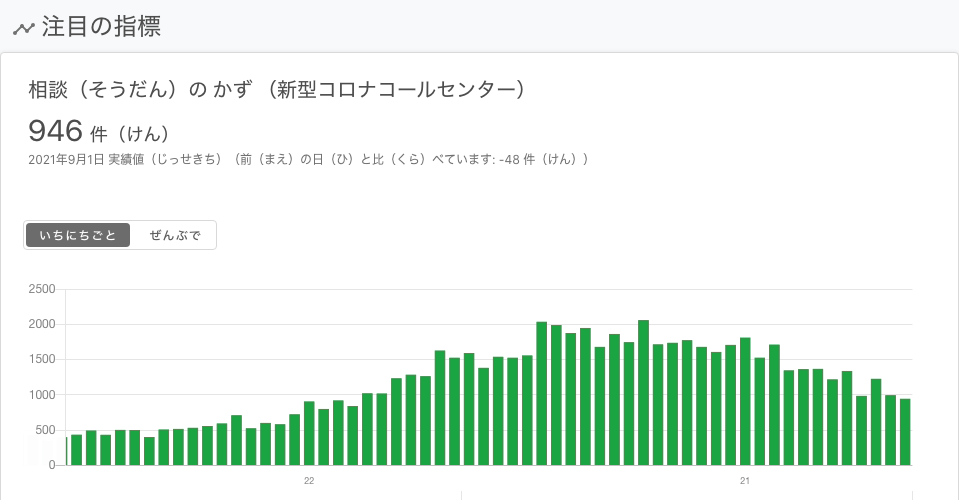 注目の指標
相談（そうだん）の かず （新型コロナコールセンター）
946 件（けん）
2021年9月1日 実績値（じっせきち）（前（まえ）の日（ひ）と比（くら）べています: -48 件（けん））
いちにちごと ぜんぶで
2500
2000
1500
1000
500
0
22 21